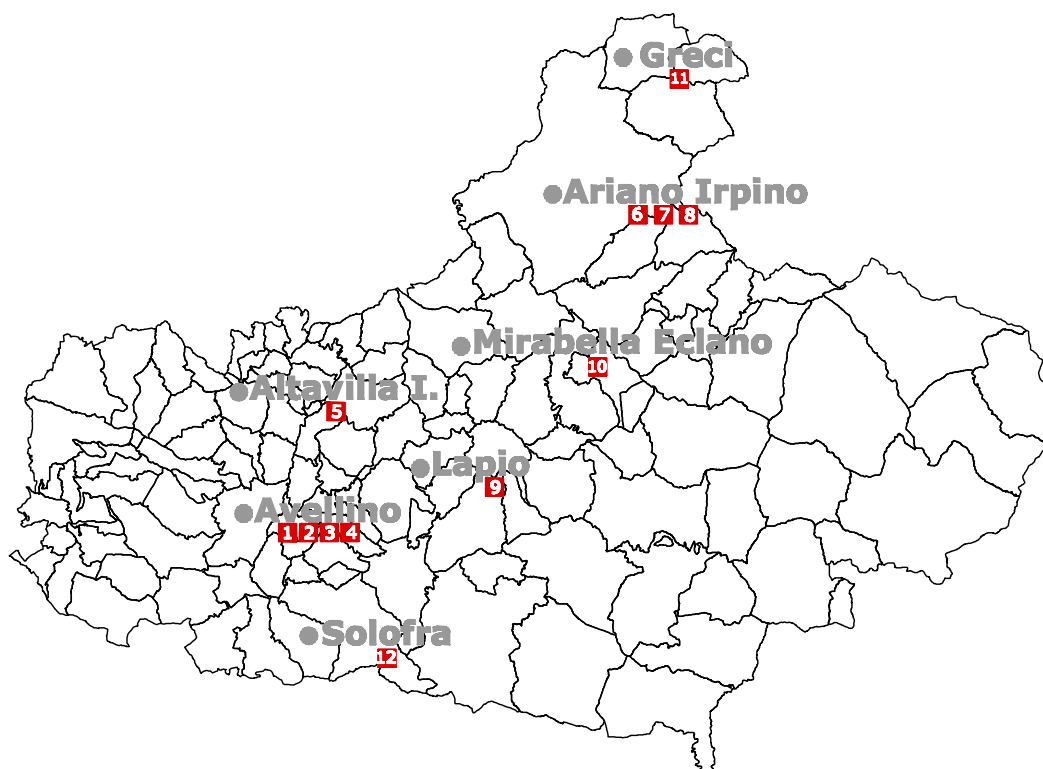 Greci
11
Ariano Irpino
6 7 8
Mirabella Eclano
10
Altavilla I.
5
Lapio
9
Avellino
1 2 3 4
Solofra
12